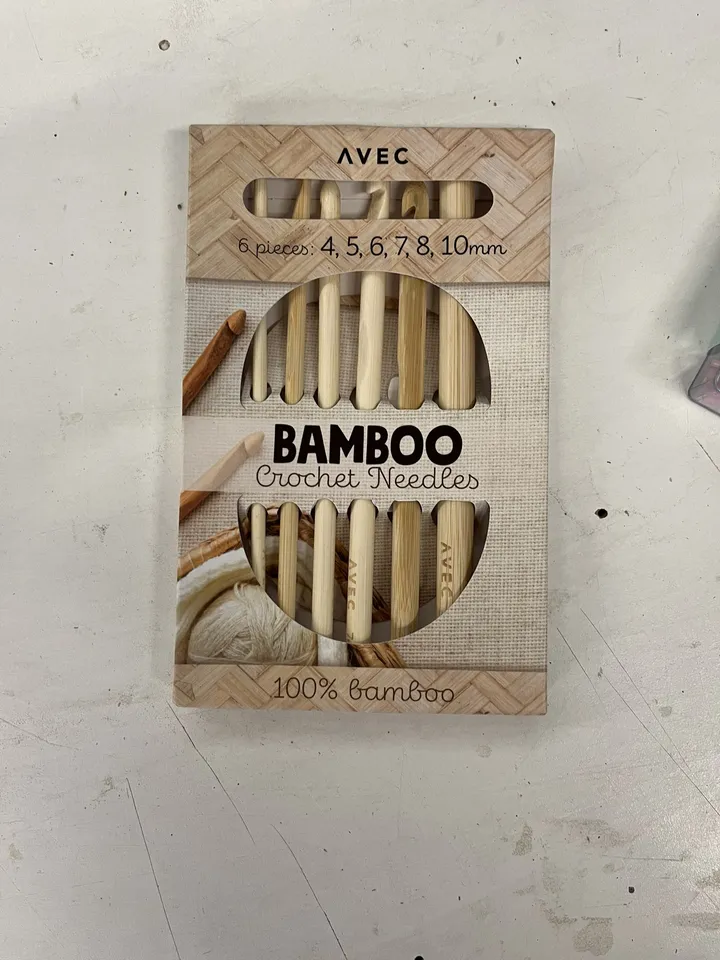 AVEC
6 pieces: 4, 5, 6, 7, 8, 10mm
BAMBOO
Crochet Needles
AVEC
AVEC
100% bamboo